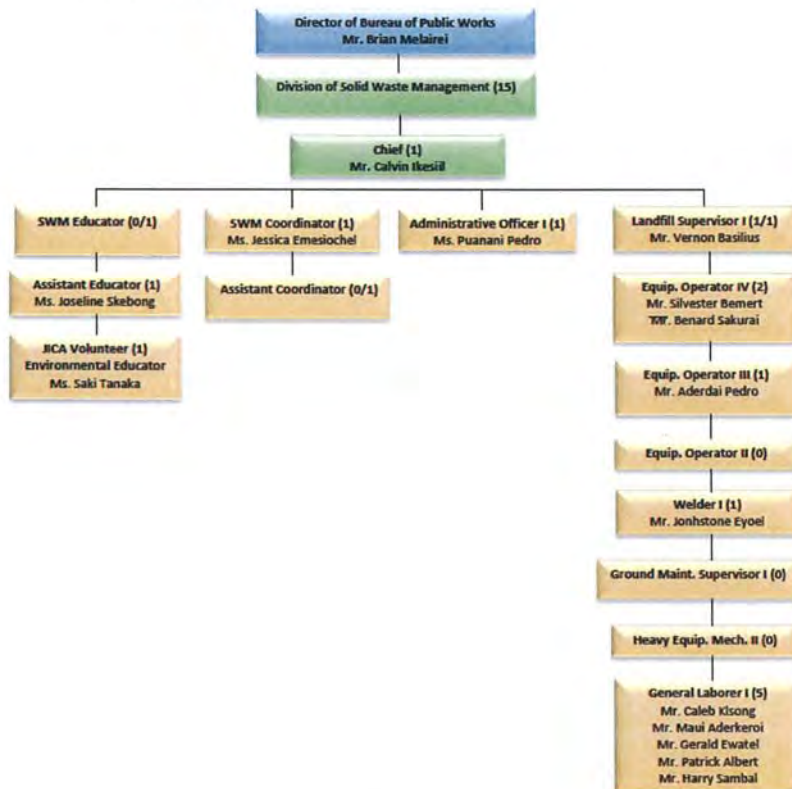 Director of Bureau of Public Works
Mr. Brian Melairei
Division of Solid Waste Management (15)
Chief (1)
Mr. Calvin Ikesiil
SWM Educator (0/1)
Assistant Educator (1)
Ms. Joseline Skebong
JICA Volunteer (1)
Environmental Educator
Ms. Saki Tanaka
SWM Coordinator (1)
Ms. Jessica Emesiochel
Assistant Coordinator (0/1)
Administrative Officer I (1)
Ms. Puanani Pedro
Landfill Supervisor I (1/1)
Mr. Vernon Basilius
Equip. Operator IV (2)
Mr. Silvester Bemert
Mr. Benard Sakurai
Equip. Operator III (1)
Mr. Aderdai Pedro
Equip. Operator II (0)
Welder I (1)
Mr. Jonhstone Eyoel
Ground Maint. Supervisor I (0)
Heavy Equip. Mech. II (0)
General Laborer I (5)
Mr. Caleb Kisong
Mr. Maui Aderkeroi
Mr. Gerald Ewatel
Mr. Patrick Albert
Mr. Harry Sambal